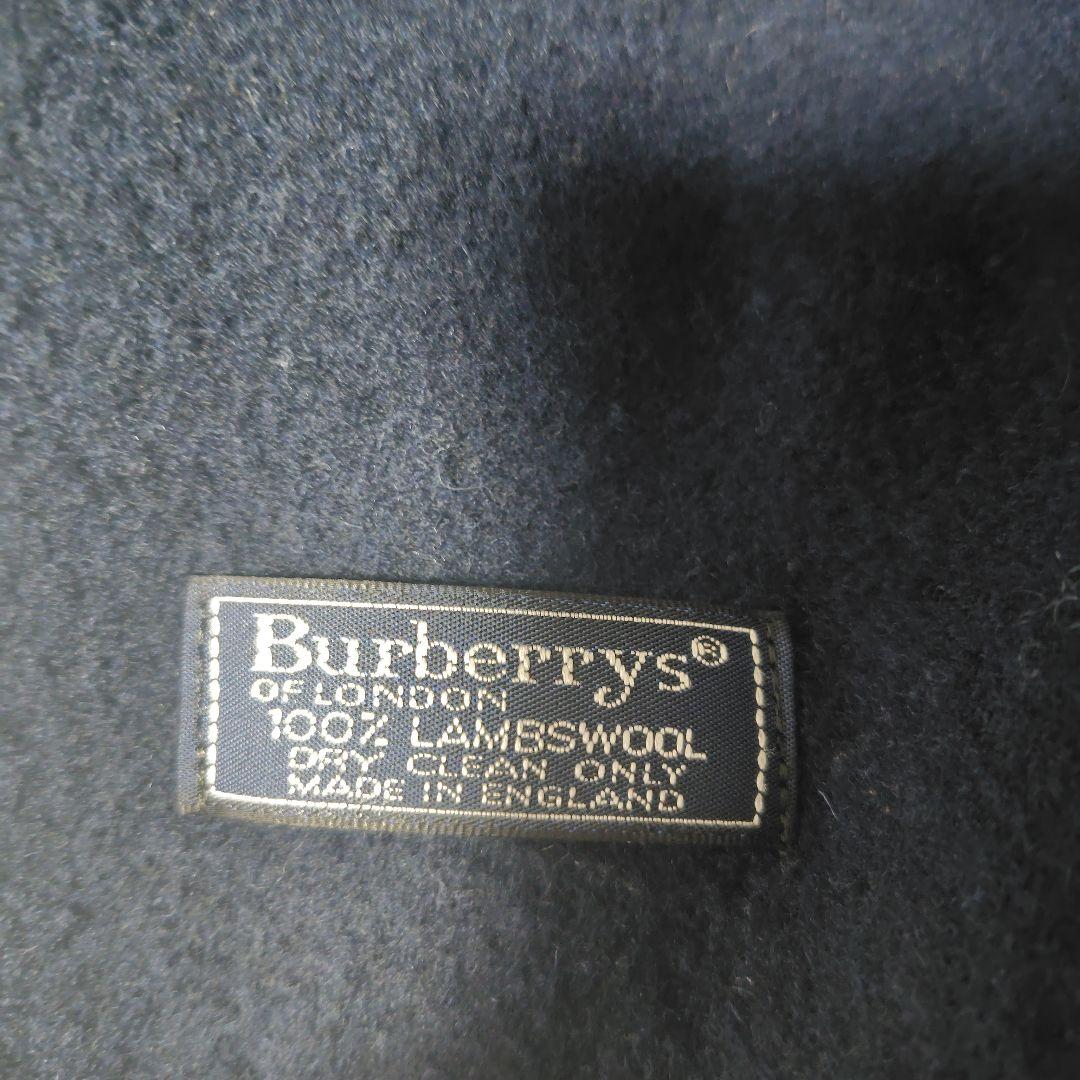 Burberrys®
OF LONDON
100% LAMBSWOOL
DRY CLEAN ONLY
MADE IN ENGLAND